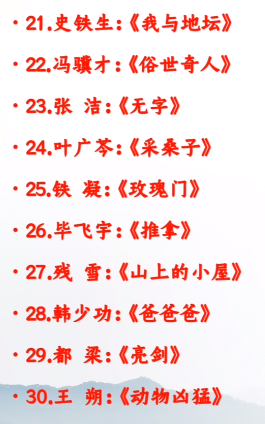 · 21.史铁生：《我与地坛》
· 22.冯骥才：《俗世奇人》
· 23.张 洁：《无字》
· 24.叶广芩：《采桑子》
· 25.铁 凝：《玫瑰门》
· 26.毕飞宇：《推拿》
· 27.残 雪：《山上的小屋》
· 28.韩少功：《爸爸爸》
· 29.都 梁：《亮剑》
· 30.王 朔：《动物凶猛》